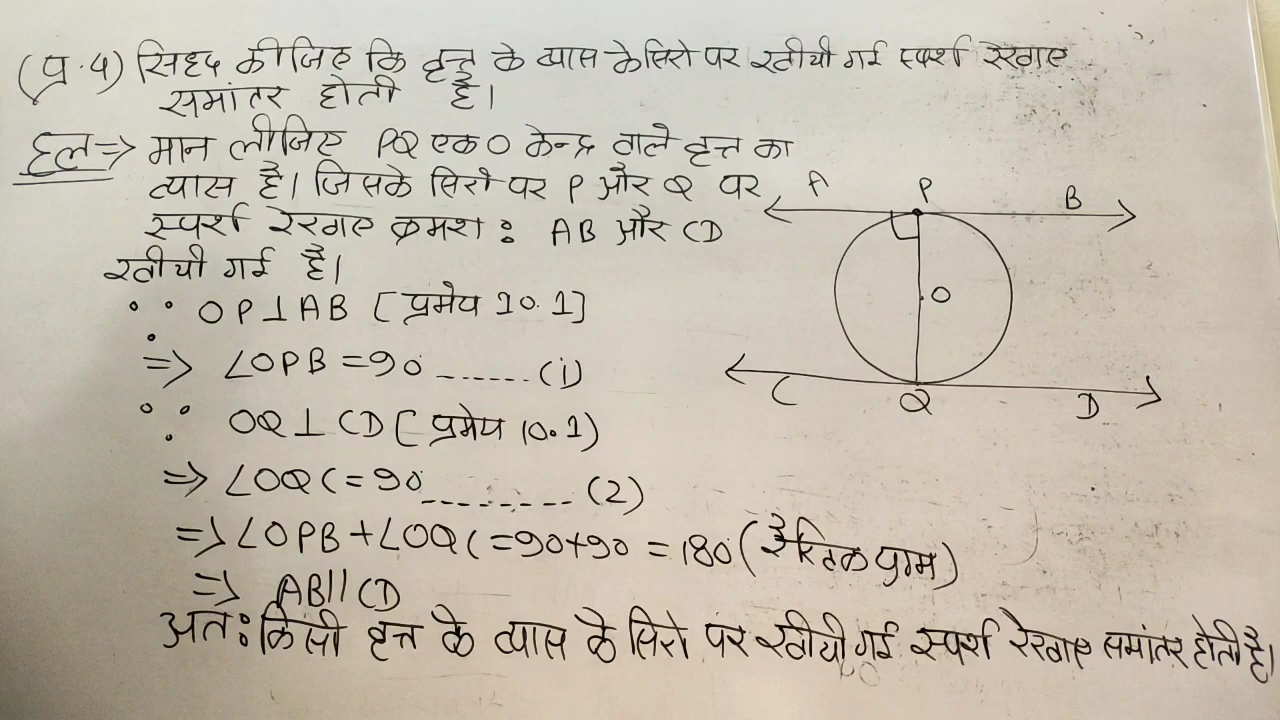 (प्र.4) सिद्ध कीजिए कि वृत्त के व्यास के सिरो पर खीची गई स्पर्श रेखाए
समांतर होती है।
हल=> मान लीजिए PQ एक O केन्द्र वाले वृत्त का
व्यास है। जिसके सिरो पर P और Q पर
स्पर्श रेखाए क्रमश : AB और CD
खीची गई है।
∵ OP⊥AB [प्रमेय 10.1]
=> ∠OPB = 90 ...... (1)
∵ OQ⊥CD (प्रमेय 10.1)
=> ∠OQC = 90 ........ (2)
=> ∠OPB + ∠OQC = 90+90 = 180 (रैखिक युग्म)
=> AB||CD
अत: किसी वृत्त के व्यास के सिरो पर खीची गई स्पर्श रेखाए समांतर होती है।
A P B
O
C Q D